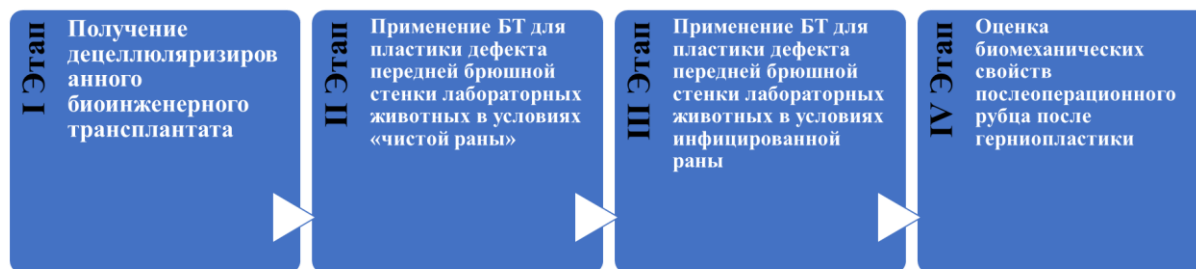 I Этап
Получение
децеллюляризиров
анного
биоинженерного
трансплантата
II Этап
Применение БТ для
пластики дефекта
передней брюшной
стенки лабораторных
животных в условиях
«чистой раны»
III Этап
Применение БТ для
пластики дефекта
передней брюшной
стенки лабораторных
животных в условиях
инфицированной
раны
IV Этап
Оценка
биомеханических
свойств
послеоперационного
рубца после
герниопластики